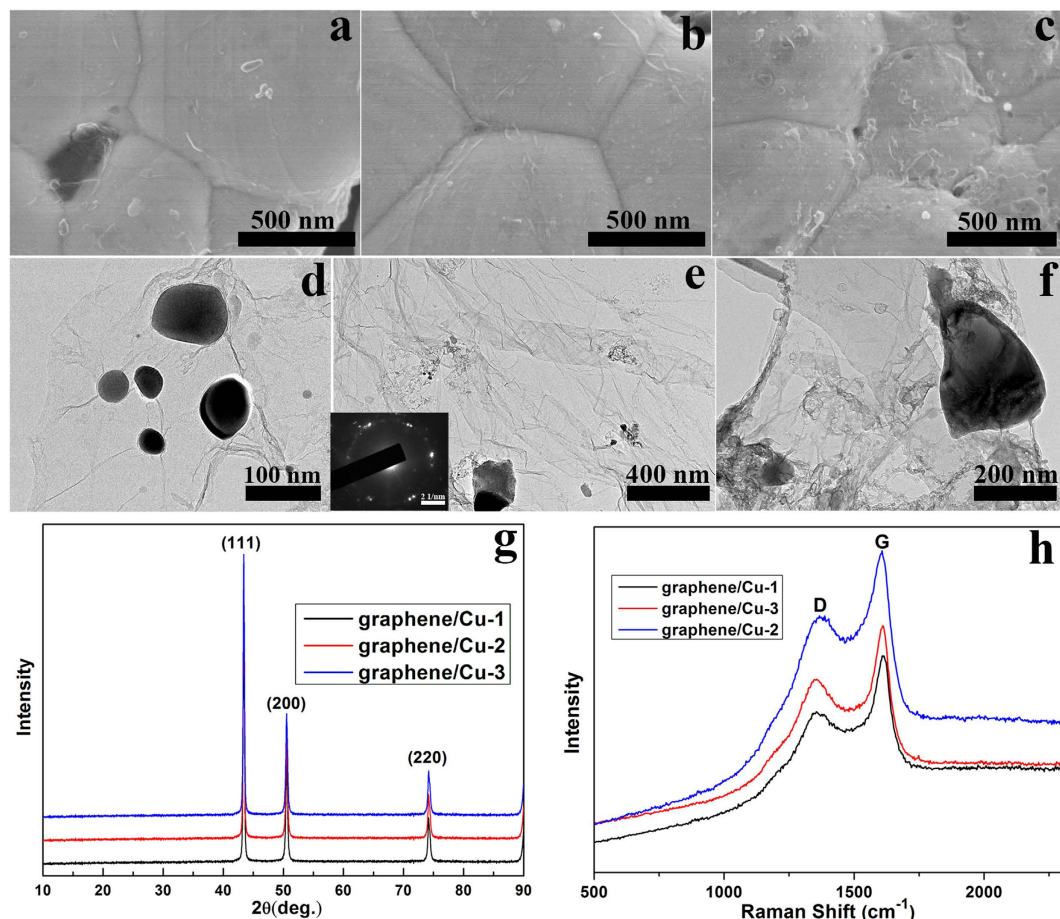 a
b
c
500 nm
500 nm
500 nm
d
e
f
100 nm
2 1/nm
400 nm
200 nm
g
(111)
graphene/Cu-1
graphene/Cu-2
graphene/Cu-3
(200)
(220)
Intensity
10 20 30 40 50 60 70 80 90
2θ(deg.)
h
G
D
graphene/Cu-1
graphene/Cu-3
graphene/Cu-2
Intensity
500 1000 1500 2000
Raman Shift (cm⁻¹)